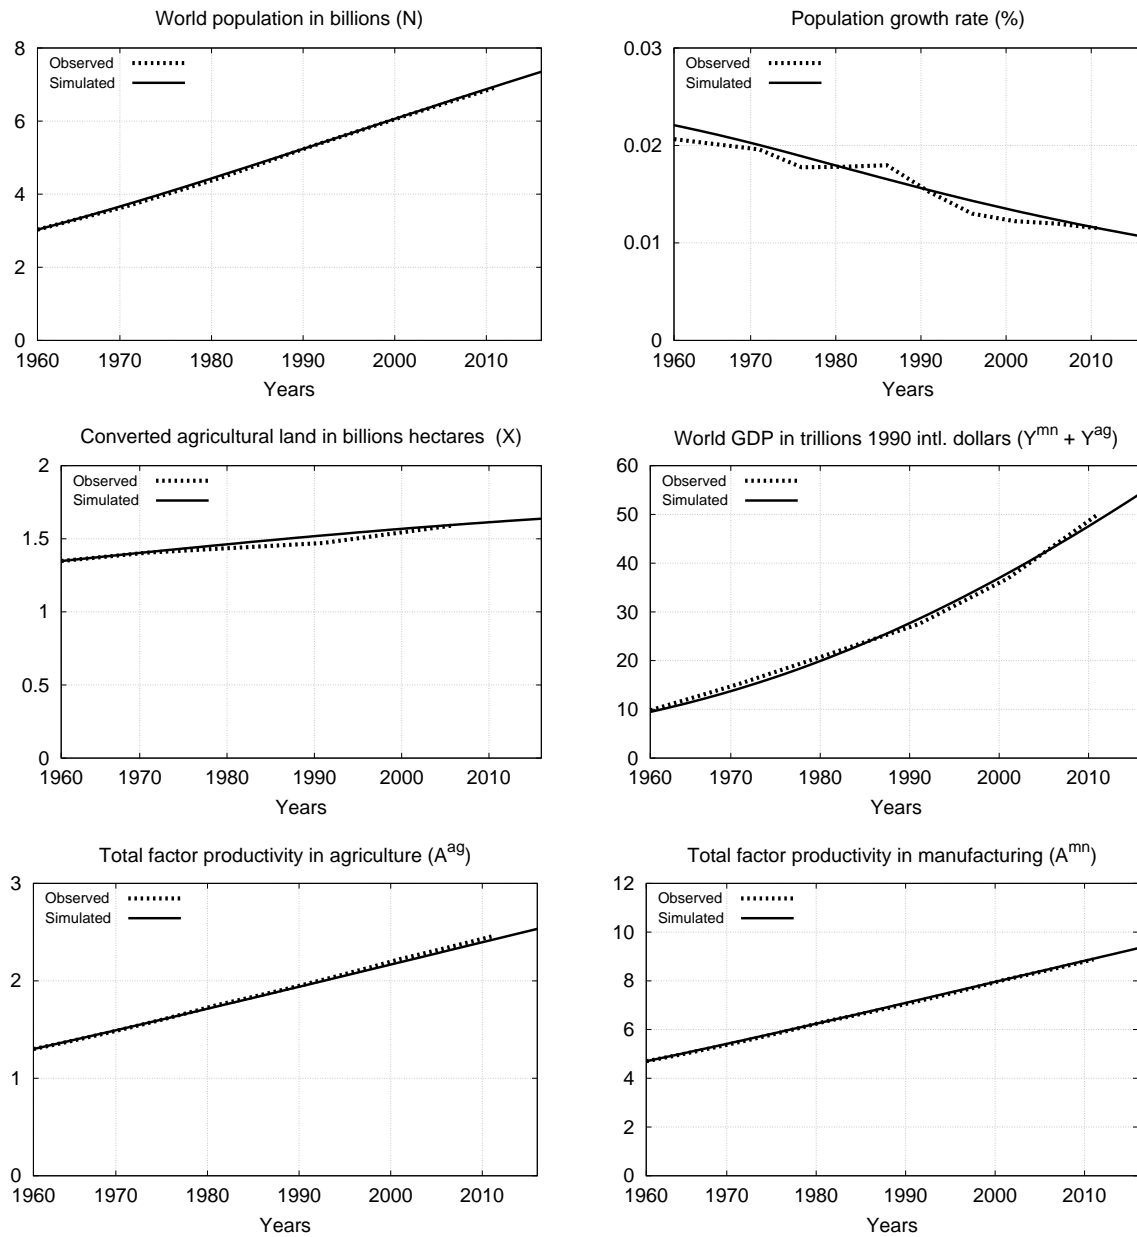 World population in billions (N)
8
6
4
2
0
Observed
Simulated
1960 1970 1980 1990 2000 2010
Years
Population growth rate (%)
0.03
0.02
0.01
0
Observed
Simulated
1960 1970 1980 1990 2000 2010
Years
Converted agricultural land in billions hectares (X)
2
1.5
1
0.5
0
Observed
Simulated
1960 1970 1980 1990 2000 2010
Years
World GDP in trillions 1990 intl. dollars (Y^mn + Y^ag)
60
50
40
30
20
10
0
Observed
Simulated
1960 1970 1980 1990 2000 2010
Years
Total factor productivity in agriculture (A^ag)
3
2
1
0
Observed
Simulated
1960 1970 1980 1990 2000 2010
Years
Total factor productivity in manufacturing (A^mn)
12
10
8
6
4
2
0
Observed
Simulated
1960 1970 1980 1990 2000 2010
Years